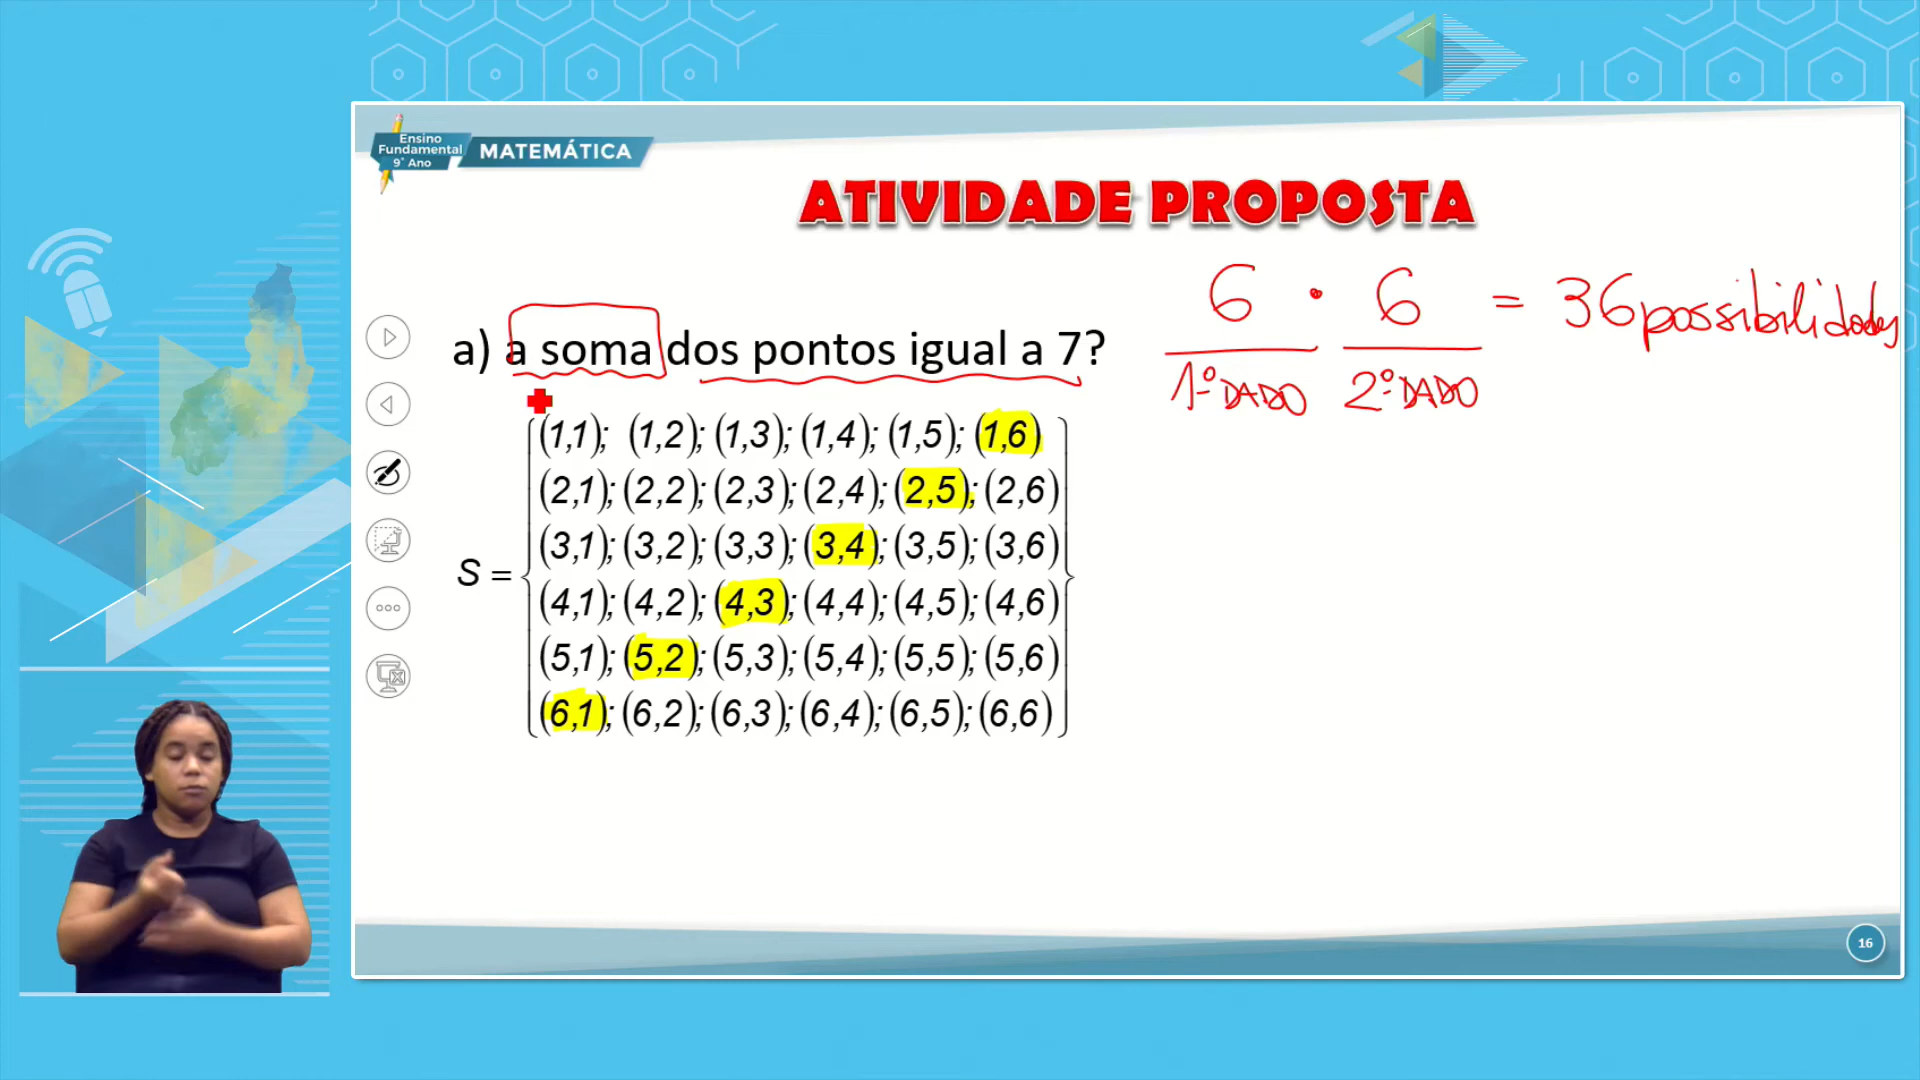 Ensino
Fundamental
9° Ano
MATEMÁTICA
ATIVIDADE PROPOSTA
a) a soma dos pontos igual a 7?
6 · 6 = 36 possibilidades
1º DADO 2º DADO
(1,1); (1,2); (1,3); (1,4); (1,5); (1,6)
(2,1); (2,2); (2,3); (2,4); (2,5); (2,6)
(3,1); (3,2); (3,3); (3,4); (3,5); (3,6)
S = (4,1); (4,2); (4,3); (4,4); (4,5); (4,6)
(5,1); (5,2); (5,3); (5,4); (5,5); (5,6)
(6,1); (6,2); (6,3); (6,4); (6,5); (6,6)
16